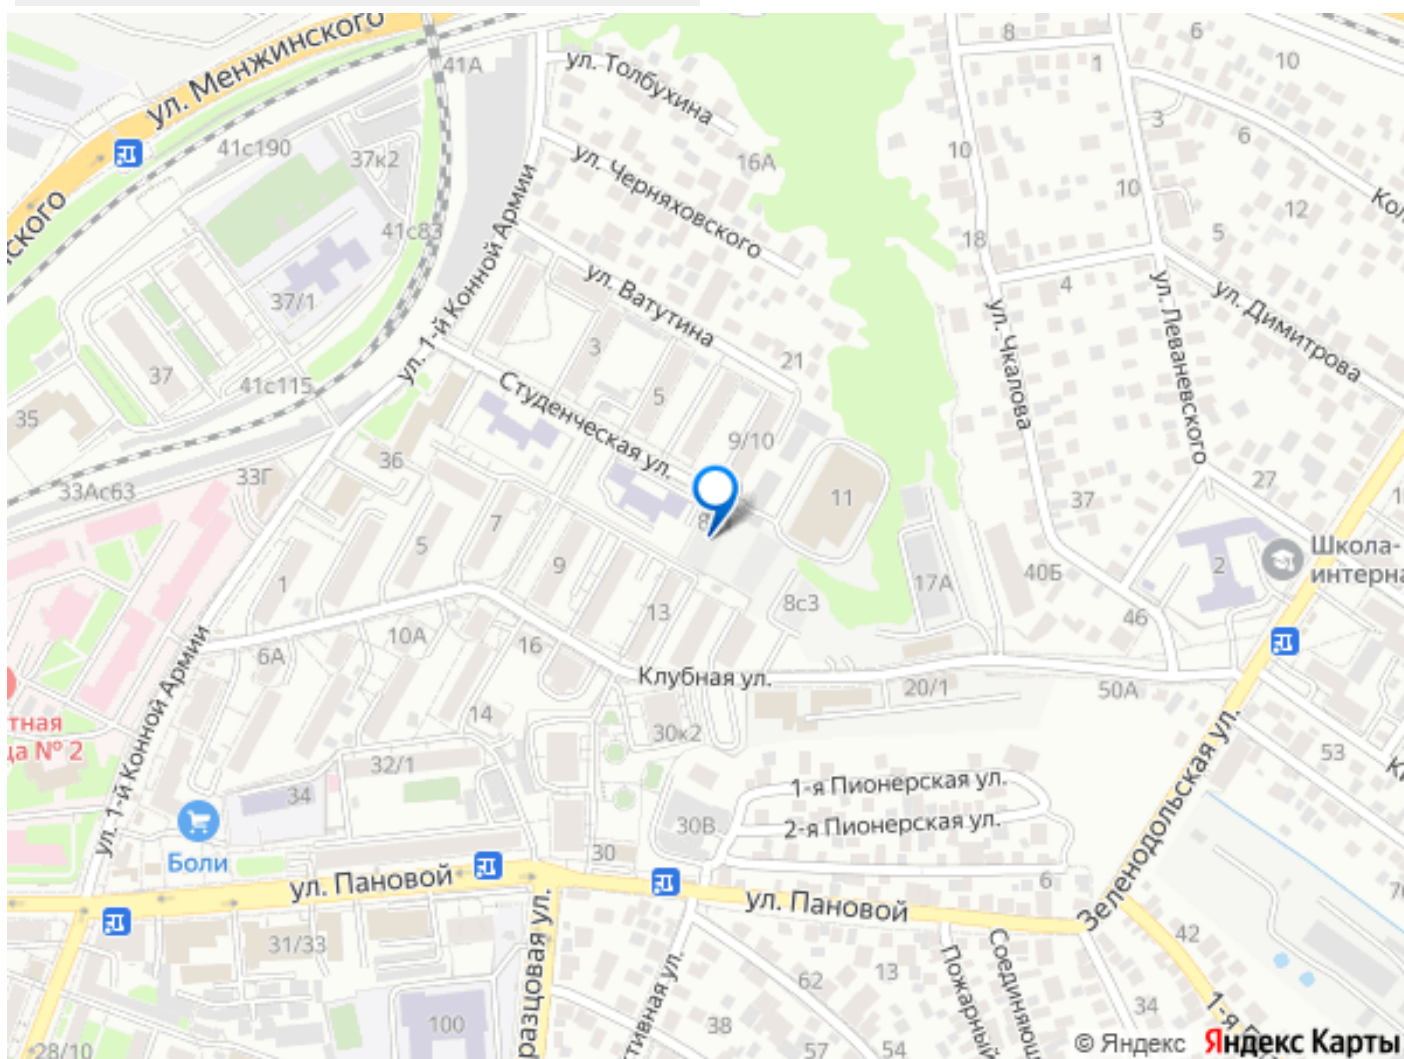 ул. Менжинского
41А
ул. Толбухина
8
1
6
10
3
6
41с190
37к2
16А
10
10
ул. Черняховского
12
5
41с83
18
4
ул. 1-й Конной Армии
ул. Ватутина
37/1
ул. Чкалова
ул. Леваневского
ул. Димитрова
3
21
37
41с115
5
35
Студенческая ул.
9/10
36
33Г
33Ас63
27
11
37
7
8
5
9
1
17А
40Б
2
Школа-
8с3
13
46
10А
16
6А
Клубная ул.
20/1
50А
ул. 1-й Конной Армии
14
30к2
№ 2
32/1
53
Зеленодольская ул.
34
1-я Пионерская ул.
2-я Пионерская ул.
30В
Боли
30
6
ул. Пановой
ул. Пановой
42
31/33
13
62
Пожарный
34
100
38
57
54
28/10
© Яндекс Яндекс Карты